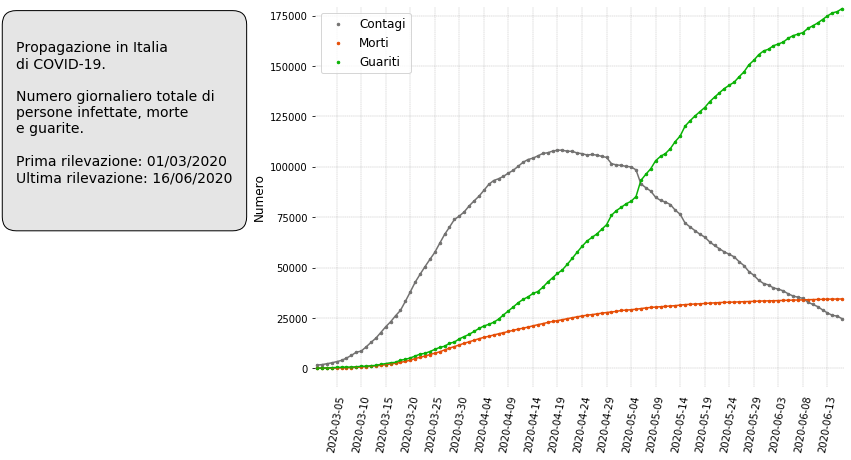 Propagazione in Italia
di COVID-19.
Numero giornaliero totale di
persone infettate, morte
e guarite.
Prima rilevazione: 01/03/2020
Ultima rilevazione: 16/06/2020
Contagi
Morti
Guariti
Numero
175000
150000
125000
100000
75000
50000
25000
0
2020-03-05
2020-03-10
2020-03-15
2020-03-20
2020-03-25
2020-03-30
2020-04-04
2020-04-09
2020-04-14
2020-04-19
2020-04-24
2020-04-29
2020-05-04
2020-05-09
2020-05-14
2020-05-19
2020-05-24
2020-05-29
2020-06-03
2020-06-08
2020-06-13